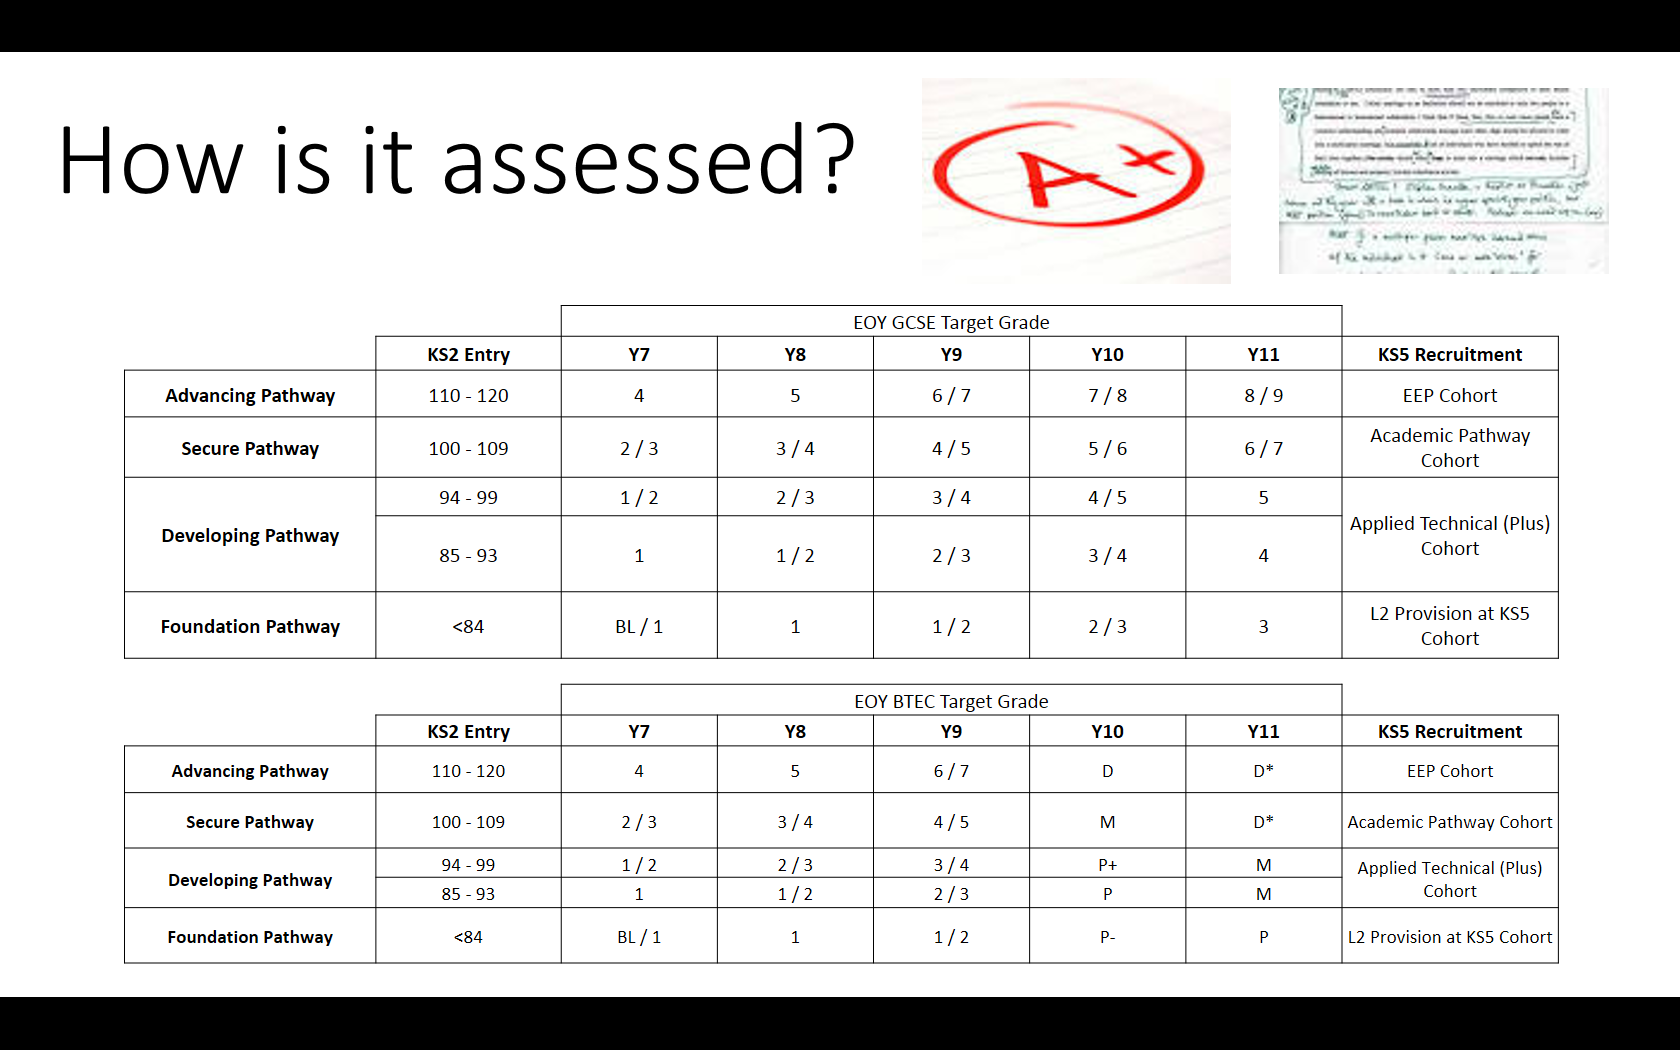 How is it assessed?
A+
EOY GCSE Target Grade
KS2 Entry Y7 Y8 Y9 Y10 Y11 KS5 Recruitment
Advancing Pathway 110 - 120 4 5 6 / 7 7 / 8 8 / 9 EEP Cohort
Secure Pathway 100 - 109 2 / 3 3 / 4 4 / 5 5 / 6 6 / 7 Academic Pathway
Cohort
Developing Pathway 94 - 99 1 / 2 2 / 3 3 / 4 4 / 5 5 Applied Technical (Plus)
Cohort
85 - 93 1 1 / 2 2 / 3 3 / 4 4
Foundation Pathway <84 BL / 1 1 1 / 2 2 / 3 3 L2 Provision at KS5
Cohort
EOY BTEC Target Grade
KS2 Entry Y7 Y8 Y9 Y10 Y11 KS5 Recruitment
Advancing Pathway 110 - 120 4 5 6 / 7 D D* EEP Cohort
Secure Pathway 100 - 109 2 / 3 3 / 4 4 / 5 M D* Academic Pathway Cohort
Developing Pathway 94 - 99 1 / 2 2 / 3 3 / 4 P+ M Applied Technical (Plus)
Cohort
85 - 93 1 1 / 2 2 / 3 P M
Foundation Pathway <84 BL / 1 1 1 / 2 P- P L2 Provision at KS5 Cohort